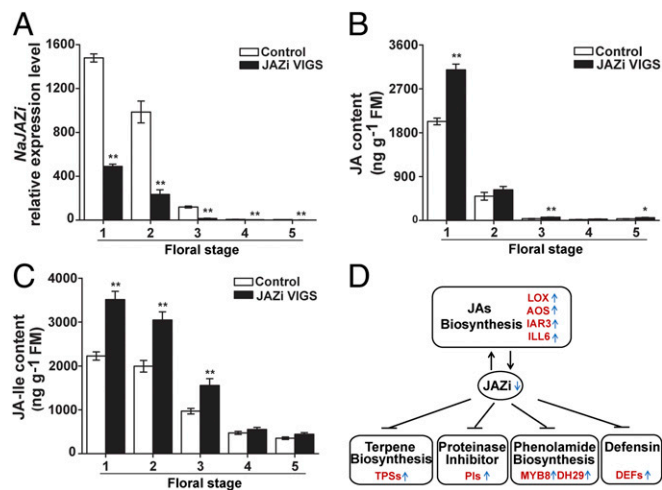 A
NaJAZi
relative expression level
1600
1200
800
400
0
Control
JAZi VIGS
**
**
**
**
**
1 2 3 4 5
Floral stage
B
JA content
(ng g-1 FM)
3600
2700
1800
900
0
Control
JAZi VIGS
**
**
*
1 2 3 4 5
Floral stage
C
JA-Ile content
(ng g-1 FM)
4000
3000
2000
1000
0
Control
JAZi VIGS
**
**
**
1 2 3 4 5
Floral stage
D
JAs
Biosynthesis
LOX↑
AOS↑
IAR3↑
ILL6↑
JAZi↓
Terpene
Biosynthesis
TPSs↑
Proteinase
Inhibitor
PIs↑
Phenolamide
Biosynthesis
MYB8↑DH29↑
Defensin
DEFs↑